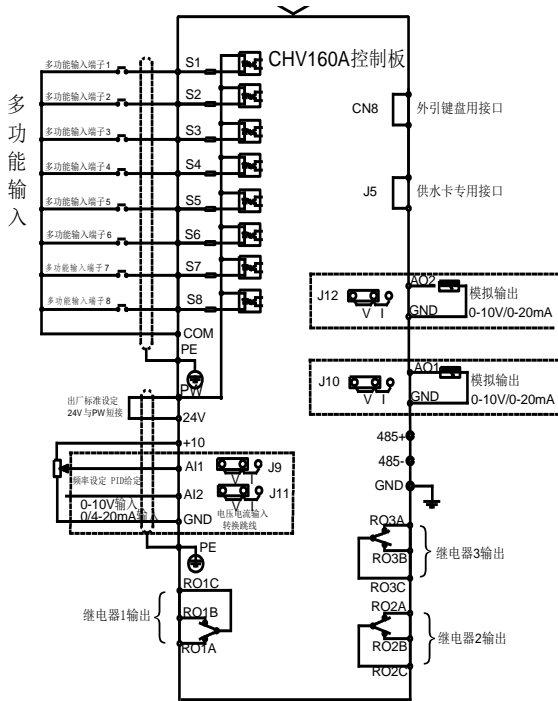 CHV160A控制板
多功能输入
多功能输入端子1
S1
多功能输入端子2
S2
多功能输入端子3
S3
多功能输入端子4
S4
多功能输入端子5
S5
多功能输入端子6
S6
多功能输入端子7
S7
多功能输入端子8
S8
COM
PE
PW
出厂标准设定
24V与PW短接
24V
+10
AI1
频率设定 PID给定
AI2
0-10V输入
0/4-20mA输入
GND
J9
V I
J11
V I
电压电流输入
转换跳线
PE
RO1C
RO1B
RO1A
继电器1输出
CN8
外引键盘用接口
J5
供水卡专用接口
J12
V I
AO2
GND
模拟输出
0-10V/0-20mA
J10
V I
AO1
GND
模拟输出
0-10V/0-20mA
485+
485-
GND
RO3A
RO3B
RO3C
继电器3输出
RO2A
RO2B
RO2C
继电器2输出